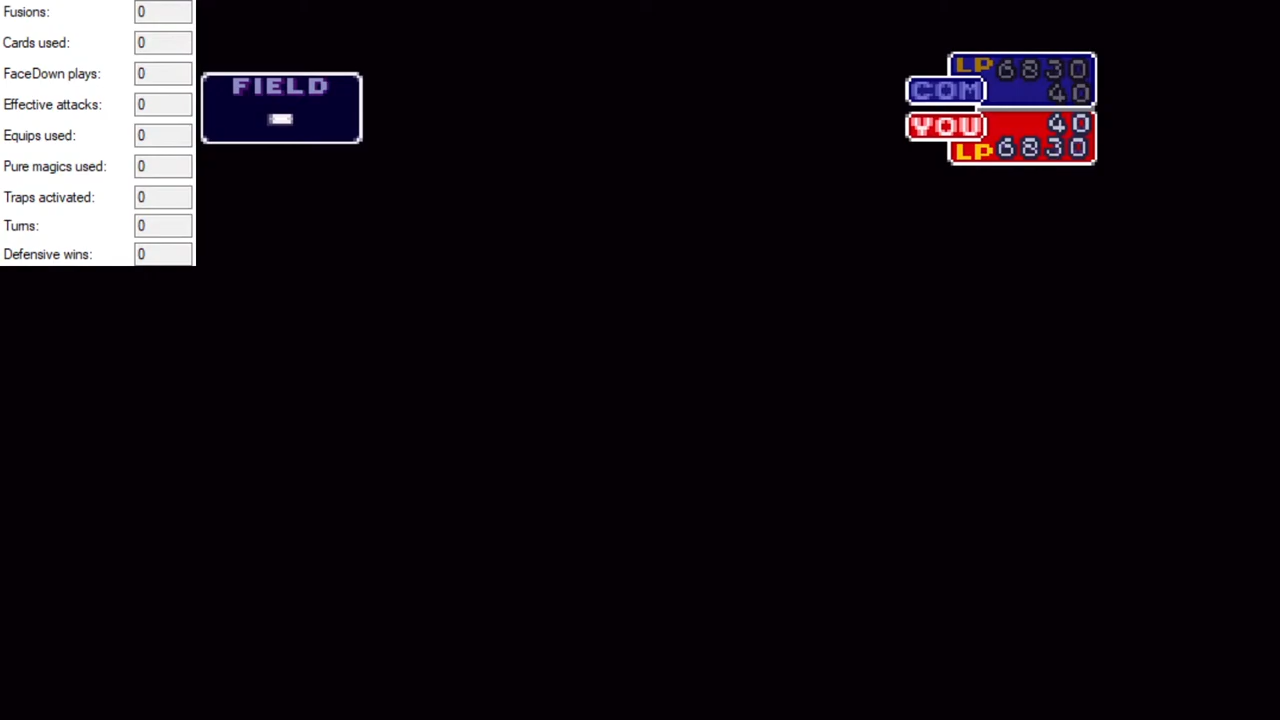 Fusions: 0
Cards used: 0
FaceDown plays: 0
Effective attacks: 0
Equips used: 0
Pure magics used: 0
Traps activated: 0
Turns: 0
Defensive wins: 0
FIELD
LP 6830
COM 40
YOU 40
LP 6830